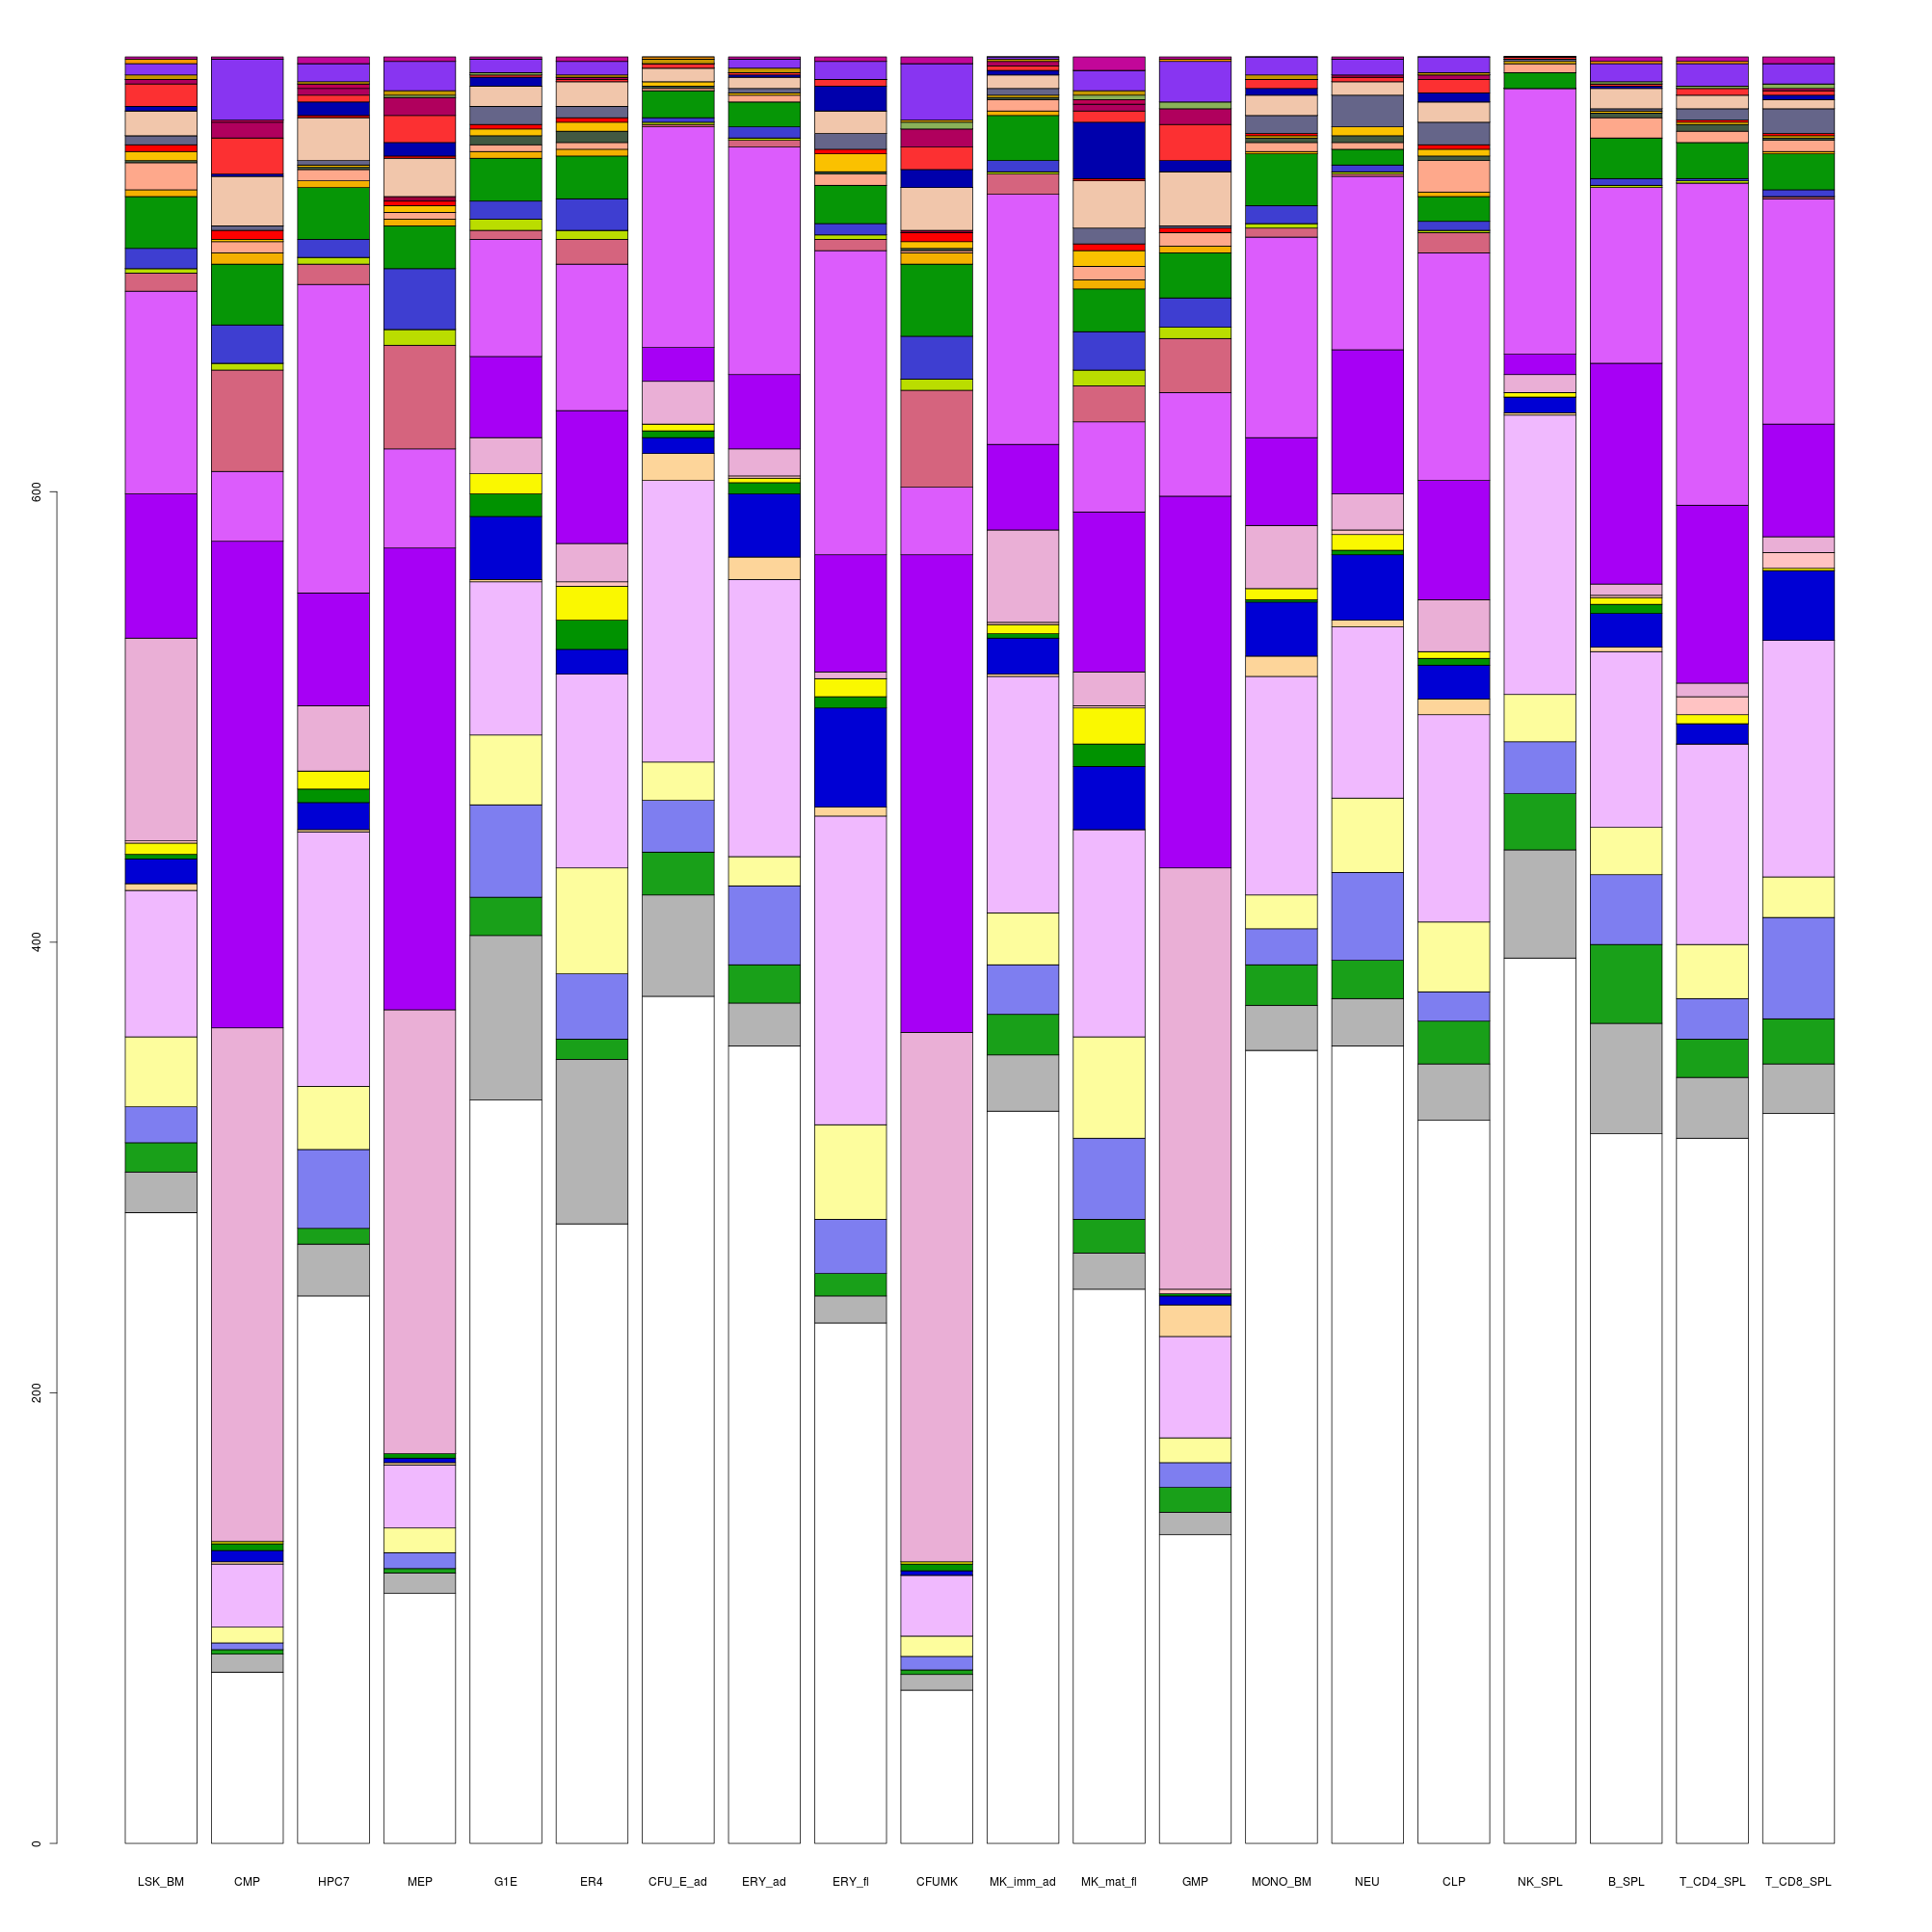 600
400
200
0
LSK_BM CMP HPC7 MEP G1E ER4 CFU_E_ad ERY_ad ERY_fl CFUMK MK_imm_ad MK_mat_fl GMP MONO_BM NEU CLP NK_SPL B_SPL T_CD4_SPL T_CD8_SPL